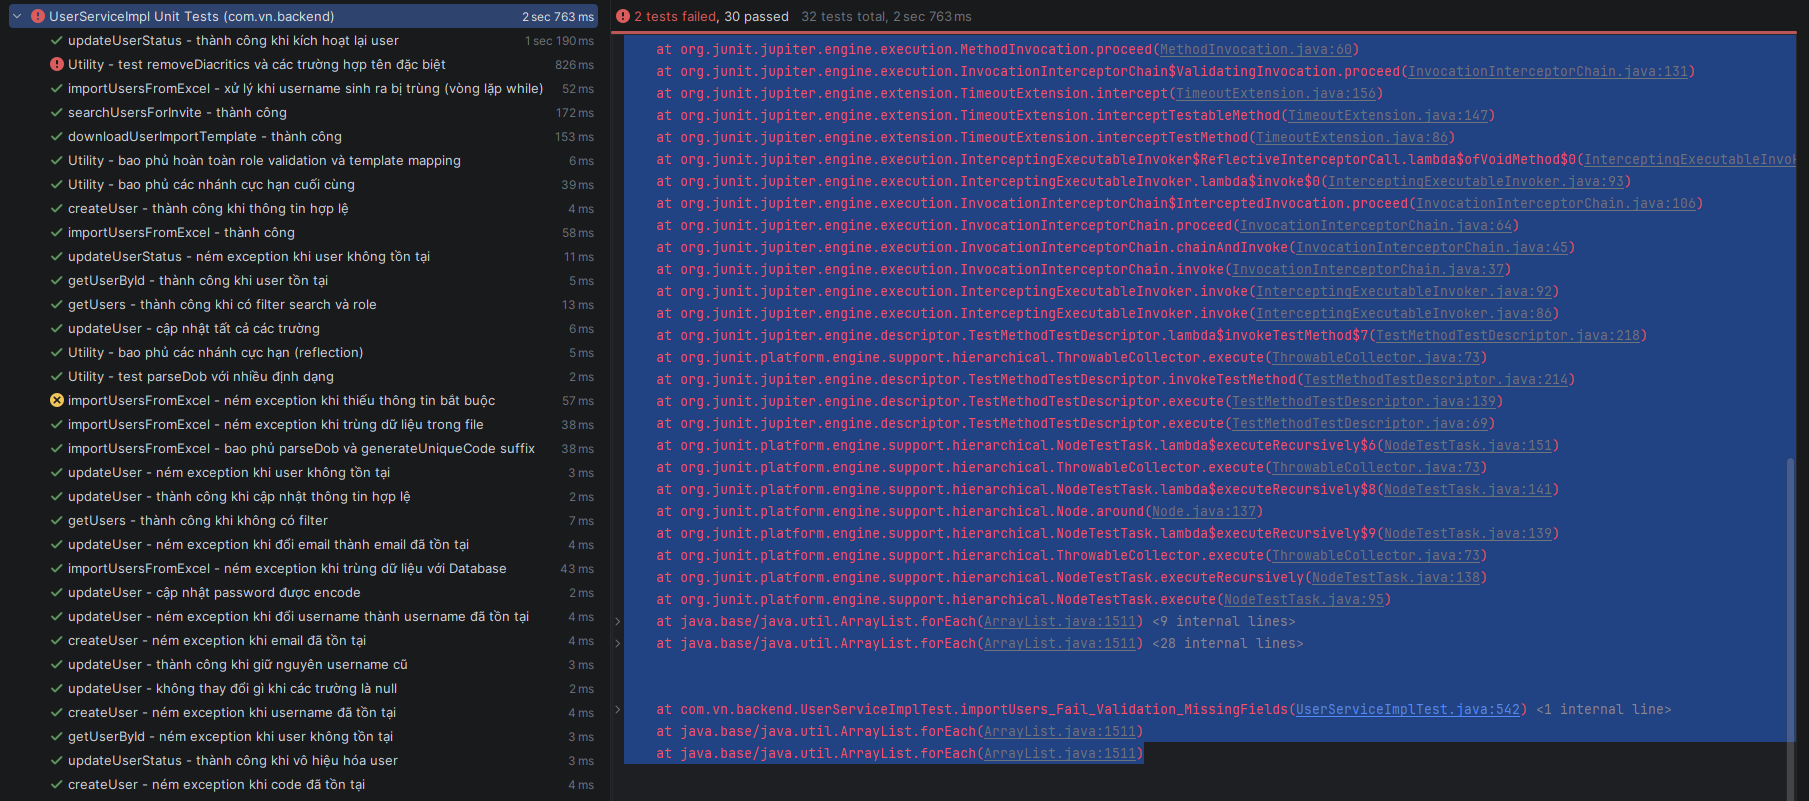 UserServiceImpl Unit Tests (com.vn.backend) 2 sec 763 ms
updateUserStatus - thành công khi kích hoạt lại user 1 sec 190 ms
Utility - test removeDiacritics và các trường hợp tên đặc biệt 826 ms
importUsersFromExcel - xử lý khi username sinh ra bị trùng (vòng lặp while) 52 ms
searchUsersForInvite - thành công 172 ms
downloadUserImportTemplate - thành công 153 ms
Utility - bao phủ hoàn toàn role validation và template mapping 6 ms
Utility - bao phủ các nhánh cực hạn cuối cùng 39 ms
createUser - thành công khi thông tin hợp lệ 4 ms
importUsersFromExcel - thành công 58 ms
updateUserStatus - ném exception khi user không tồn tại 11 ms
getUserById - thành công khi user tồn tại 5 ms
getUsers - thành công khi có filter search và role 13 ms
updateUser - cập nhật tất cả các trường 6 ms
Utility - bao phủ các nhánh cực hạn (reflection) 5 ms
Utility - test parseDob với nhiều định dạng 2 ms
importUsersFromExcel - ném exception khi thiếu thông tin bắt buộc 57 ms
importUsersFromExcel - ném exception khi trùng dữ liệu trong file 38 ms
importUsersFromExcel - bao phủ parseDob và generateUniqueCode suffix 38 ms
updateUser - ném exception khi user không tồn tại 3 ms
updateUser - thành công khi cập nhật thông tin hợp lệ 2 ms
getUsers - thành công khi không có filter 7 ms
updateUser - ném exception khi đổi email thành email đã tồn tại 4 ms
importUsersFromExcel - ném exception khi trùng dữ liệu với Database 43 ms
updateUser - cập nhật password được encode 2 ms
updateUser - ném exception khi đổi username thành username đã tồn tại 4 ms
createUser - ném exception khi email đã tồn tại 4 ms
updateUser - thành công khi giữ nguyên username cũ 3 ms
updateUser - không thay đổi gì khi các trường là null 2 ms
createUser - ném exception khi username đã tồn tại 4 ms
getUserById - ném exception khi user không tồn tại 3 ms
updateUserStatus - thành công khi vô hiệu hóa user 3 ms
createUser - ném exception khi code đã tồn tại 4 ms
2 tests failed, 30 passed 32 tests total, 2 sec 763 ms
at org.junit.jupiter.engine.execution.MethodInvocation.proceed(MethodInvocation.java:60)
at org.junit.jupiter.engine.execution.InvocationInterceptorChain$ValidatingInvocation.proceed(InvocationInterceptorChain.java:131)
at org.junit.jupiter.engine.extension.TimeoutExtension.intercept(TimeoutExtension.java:156)
at org.junit.jupiter.engine.extension.TimeoutExtension.interceptTestableMethod(TimeoutExtension.java:147)
at org.junit.jupiter.engine.extension.TimeoutExtension.interceptTestMethod(TimeoutExtension.java:86)
at org.junit.jupiter.engine.execution.InterceptingExecutableInvoker$ReflectiveInterceptorCall.lambda$ofVoidMethod$0(InterceptingExecutableInvok
at org.junit.jupiter.engine.execution.InterceptingExecutableInvoker.lambda$invoke$0(InterceptingExecutableInvoker.java:93)
at org.junit.jupiter.engine.execution.InvocationInterceptorChain$InterceptedInvocation.proceed(InvocationInterceptorChain.java:106)
at org.junit.jupiter.engine.execution.InvocationInterceptorChain.proceed(InvocationInterceptorChain.java:64)
at org.junit.jupiter.engine.execution.InvocationInterceptorChain.chainAndInvoke(InvocationInterceptorChain.java:45)
at org.junit.jupiter.engine.execution.InvocationInterceptorChain.invoke(InvocationInterceptorChain.java:37)
at org.junit.jupiter.engine.execution.InterceptingExecutableInvoker.invoke(InterceptingExecutableInvoker.java:92)
at org.junit.jupiter.engine.execution.InterceptingExecutableInvoker.invoke(InterceptingExecutableInvoker.java:86)
at org.junit.jupiter.engine.descriptor.TestMethodTestDescriptor.lambda$invokeTestMethod$7(TestMethodTestDescriptor.java:218)
at org.junit.platform.engine.support.hierarchical.ThrowableCollector.execute(ThrowableCollector.java:73)
at org.junit.jupiter.engine.descriptor.TestMethodTestDescriptor.invokeTestMethod(TestMethodTestDescriptor.java:214)
at org.junit.jupiter.engine.descriptor.TestMethodTestDescriptor.execute(TestMethodTestDescriptor.java:139)
at org.junit.jupiter.engine.descriptor.TestMethodTestDescriptor.execute(TestMethodTestDescriptor.java:69)
at org.junit.platform.engine.support.hierarchical.NodeTestTask.lambda$executeRecursively$6(NodeTestTask.java:151)
at org.junit.platform.engine.support.hierarchical.ThrowableCollector.execute(ThrowableCollector.java:73)
at org.junit.platform.engine.support.hierarchical.NodeTestTask.lambda$executeRecursively$8(NodeTestTask.java:141)
at org.junit.platform.engine.support.hierarchical.Node.around(Node.java:137)
at org.junit.platform.engine.support.hierarchical.NodeTestTask.lambda$executeRecursively$9(NodeTestTask.java:139)
at org.junit.platform.engine.support.hierarchical.ThrowableCollector.execute(ThrowableCollector.java:73)
at org.junit.platform.engine.support.hierarchical.NodeTestTask.executeRecursively(NodeTestTask.java:138)
at org.junit.platform.engine.support.hierarchical.NodeTestTask.execute(NodeTestTask.java:95)
at java.base/java.util.ArrayList.forEach(ArrayList.java:1511) <9 internal lines>
at java.base/java.util.ArrayList.forEach(ArrayList.java:1511) <28 internal lines>
at com.vn.backend.UserServiceImplTest.importUsers_Fail_Validation_MissingFields(UserServiceImplTest.java:542) <1 internal line>
at java.base/java.util.ArrayList.forEach(ArrayList.java:1511)
at java.base/java.util.ArrayList.forEach(ArrayList.java:1511)